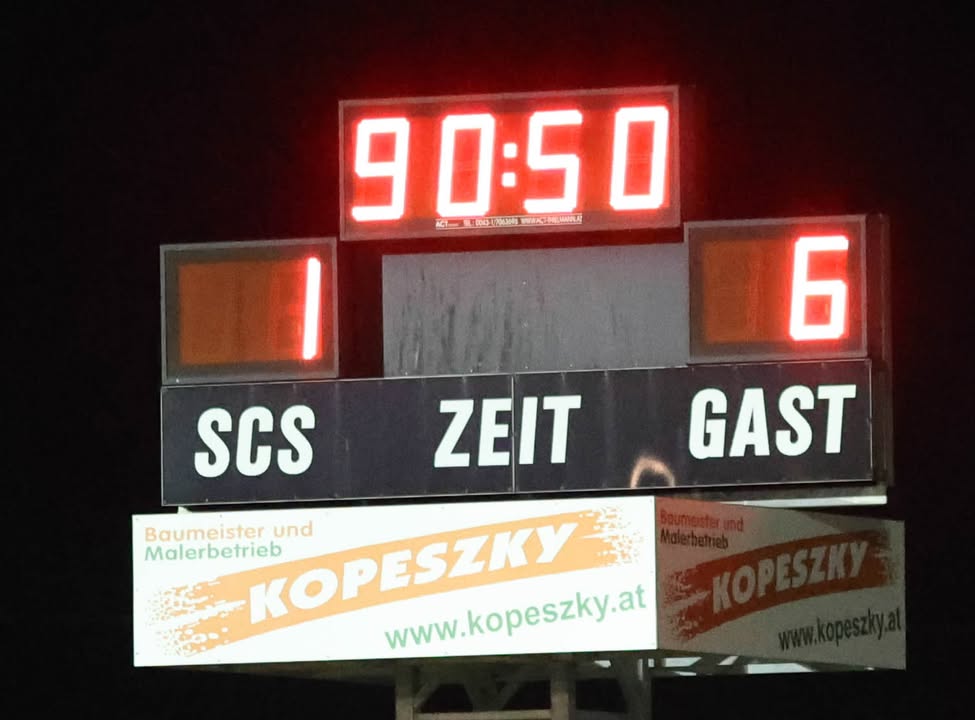 90:50
1 6
SCS ZEIT GAST
Baumeister und
Malerbetrieb
KOPESZKY
www.kopeszky.at
Baumeister und
Malerbetrieb
KOPESZKY
www.kopeszky.at